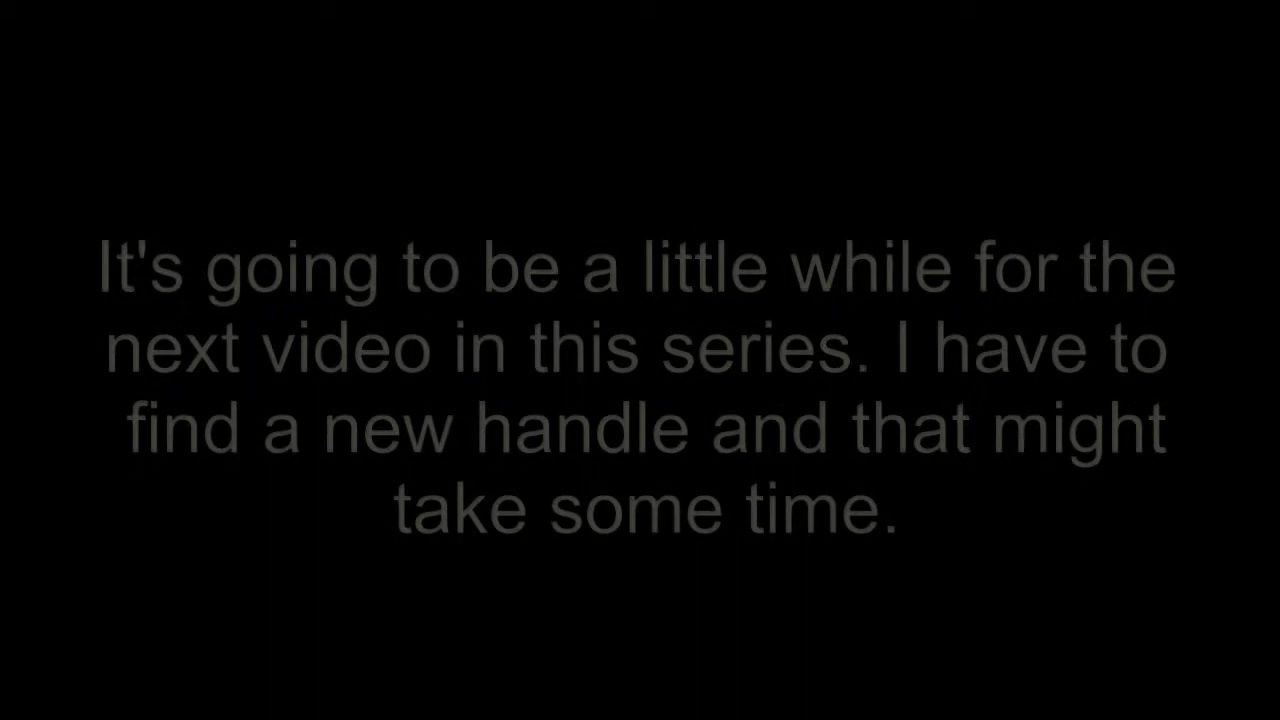 It's going to be a little while for the
next video in this series. I have to
find a new handle and that might
take some time.